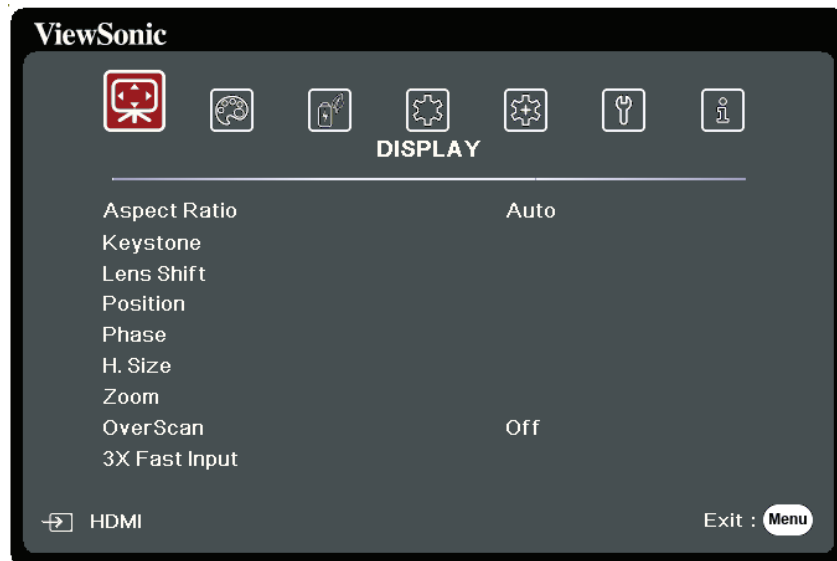 ViewSonic
DISPLAY
Aspect Ratio Auto
Keystone
Lens Shift
Position
Phase
H. Size
Zoom
OverScan Off
3X Fast Input
HDMI Exit : Menu